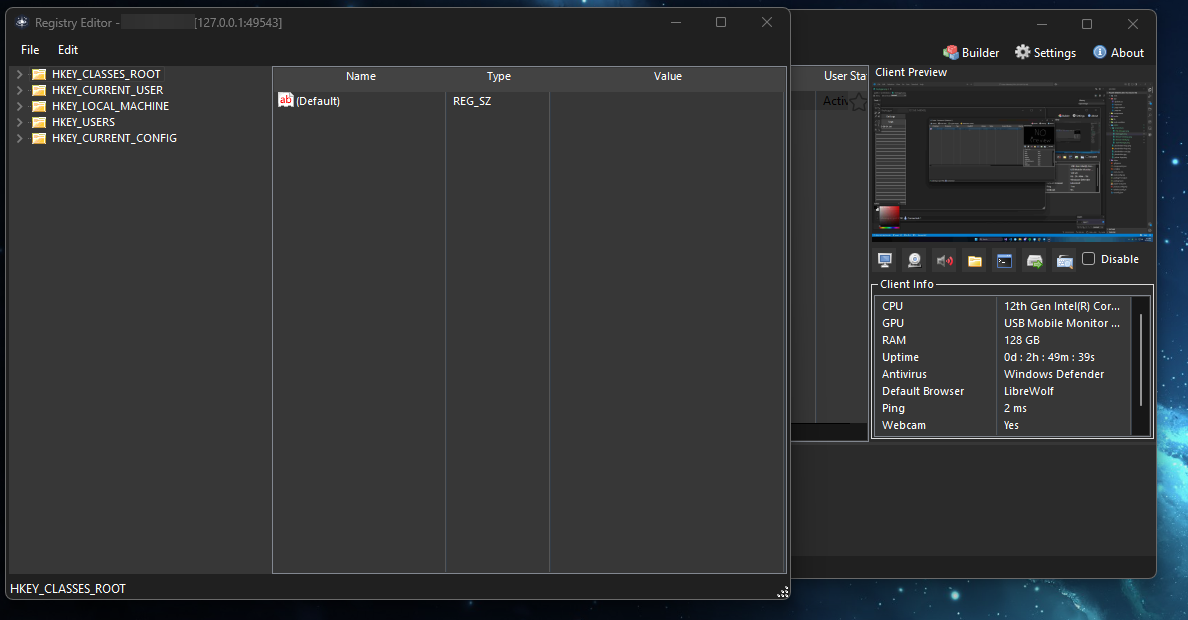 Registry Editor - [127.0.0.1:49543]
File Edit
HKEY_CLASSES_ROOT
HKEY_CURRENT_USER
HKEY_LOCAL_MACHINE
HKEY_USERS
HKEY_CURRENT_CONFIG
Name Type Value
ab (Default) REG_SZ
HKEY_CLASSES_ROOT
Builder Settings About
User Sta
Activ
Client Preview
NO
Disable
Client Info
CPU 12th Gen Intel(R) Cor...
GPU USB Mobile Monitor ...
RAM 128 GB
Uptime 0d : 2h : 49m : 39s
Antivirus Windows Defender
Default Browser LibreWolf
Ping 2 ms
Webcam Yes